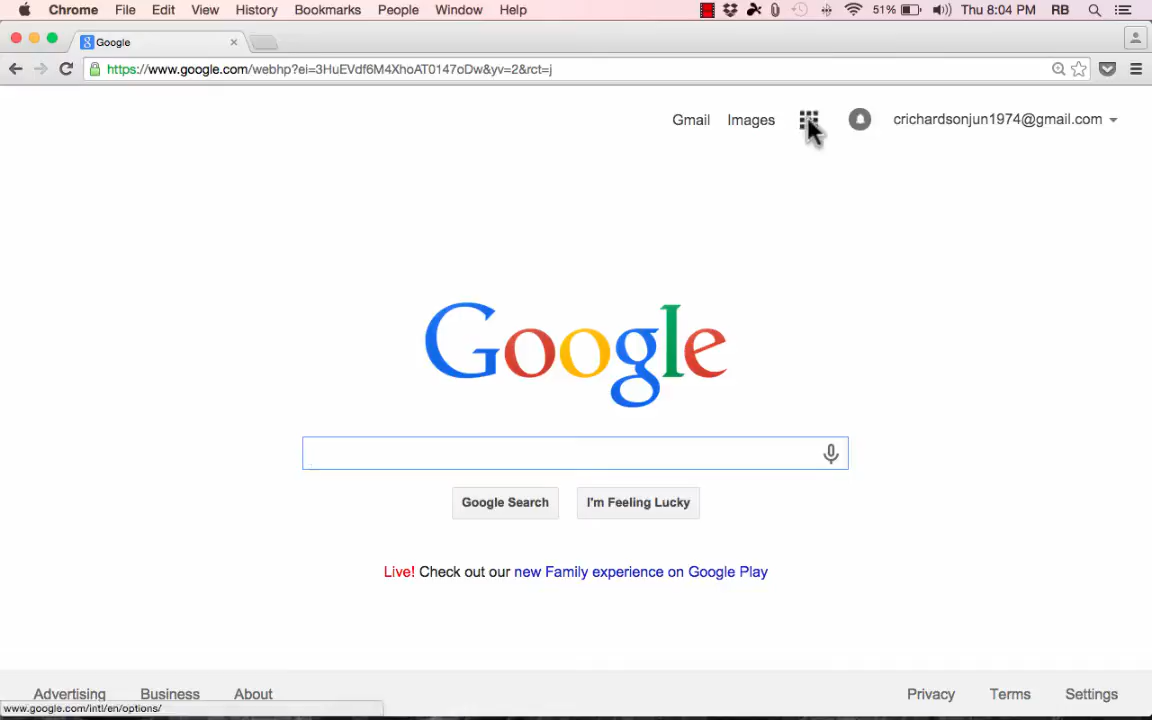 Chrome File Edit View History Bookmarks People Window Help 51% Thu 8:04 PM RB
Google
https://www.google.com/webhp?ei=3HuEVdf6M4XhoAT0147oDw&yv=2&rct=j
Gmail Images crichardsonjun1974@gmail.com
Google
Google Search I'm Feeling Lucky
Live! Check out our new Family experience on Google Play
Advertising Business About Privacy Terms Settings
www.google.com/intl/en/options/